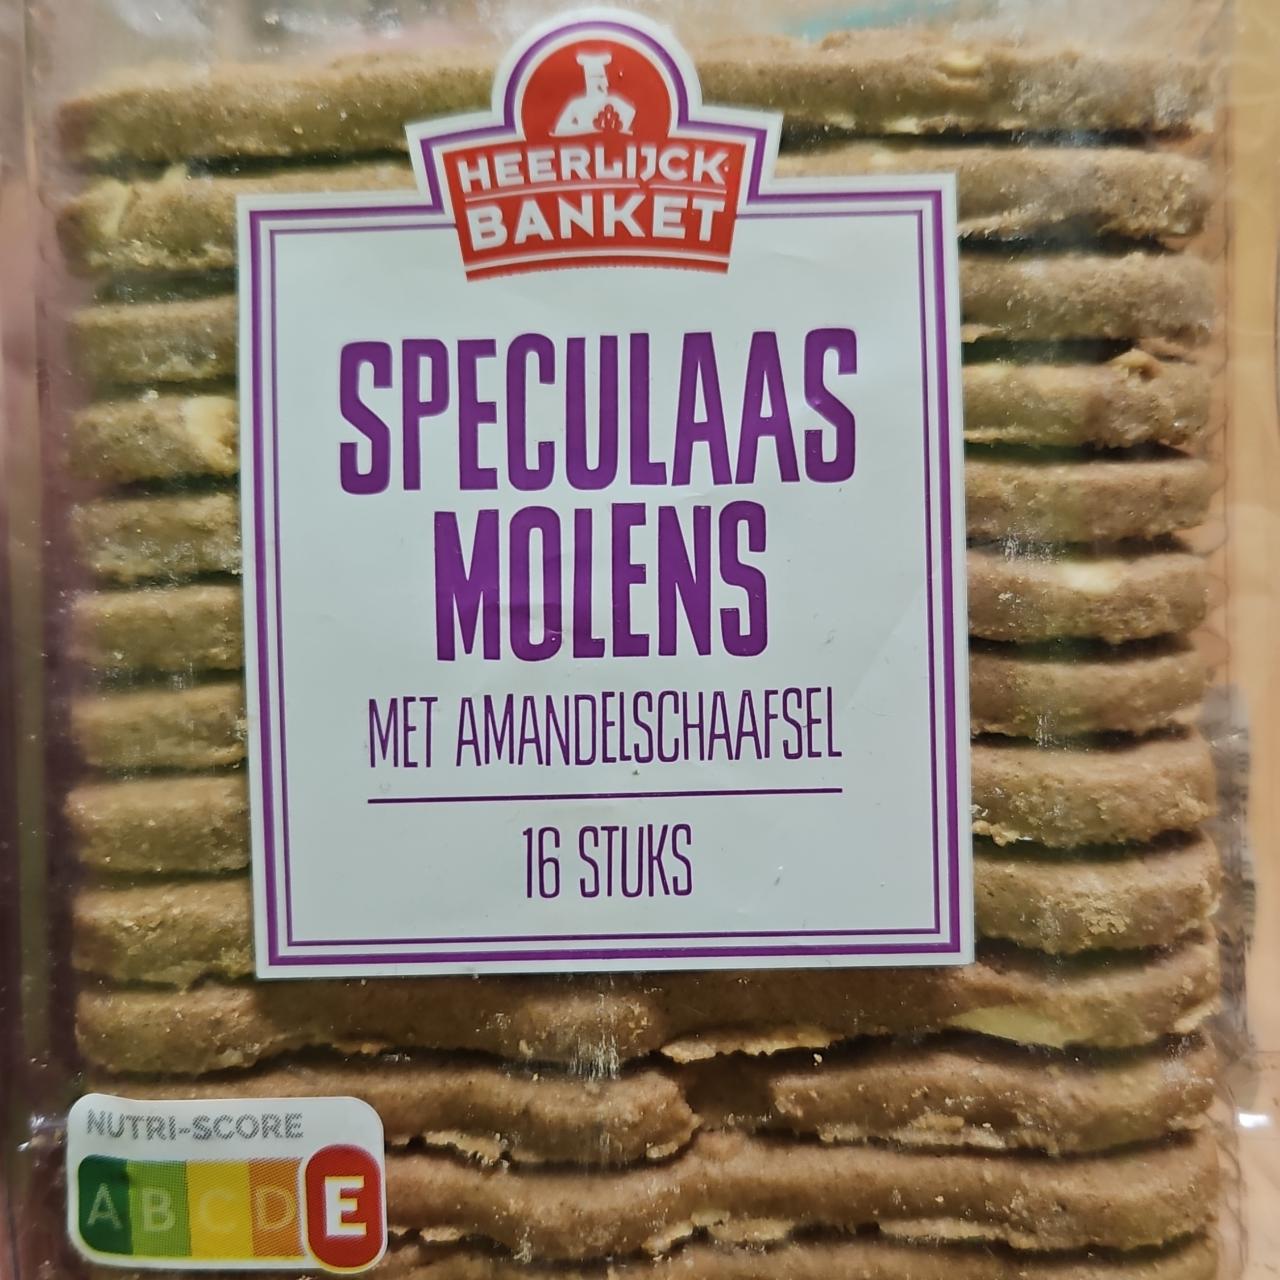 HEERLIJCK
BANKET
SPECULAAS
MOLENS
MET AMANDELSCHAAFSEL
16 STUKS
NUTRI-SCORE
A B C D E